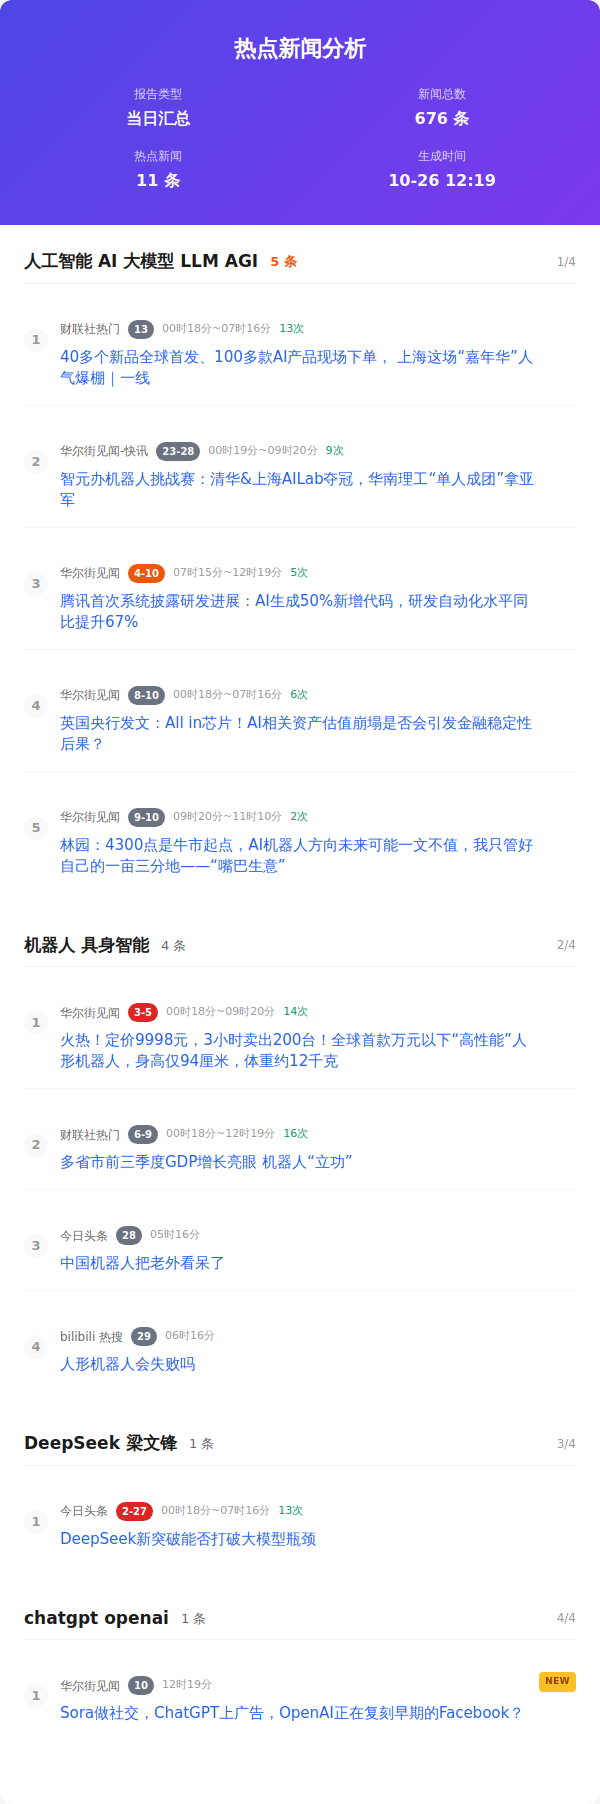 热点新闻分析
报告类型
新闻总数
当日汇总
676 条
热点新闻
生成时间
11 条
10-26 12:19
人工智能 AI 大模型 LLM AGI 5 条 1/4
1 财联社热门 13 00时18分~07时16分 13次
40多个新品全球首发、100多款AI产品现场下单， 上海这场“嘉年华”人
气爆棚｜一线
2 华尔街见闻-快讯 23-28 00时19分~09时20分 9次
智元办机器人挑战赛：清华&上海AILab夺冠，华南理工“单人成团”拿亚
军
3 华尔街见闻 4-10 07时15分~12时19分 5次
腾讯首次系统披露研发进展：AI生成50%新增代码，研发自动化水平同
比提升67%
4 华尔街见闻 8-10 00时18分~07时16分 6次
英国央行发文：All in芯片！AI相关资产估值崩塌是否会引发金融稳定性
后果？
5 华尔街见闻 9-10 09时20分~11时10分 2次
林园：4300点是牛市起点，AI机器人方向未来可能一文不值，我只管好
自己的一亩三分地——“嘴巴生意”
机器人 具身智能 4 条 2/4
1 华尔街见闻 3-5 00时18分~09时20分 14次
火热！定价9998元，3小时卖出200台！全球首款万元以下“高性能”人
形机器人，身高仅94厘米，体重约12千克
2 财联社热门 6-9 00时18分~12时19分 16次
多省市前三季度GDP增长亮眼 机器人“立功”
3 今日头条 28 05时16分
中国机器人把老外看呆了
4 bilibili 热搜 29 06时16分
人形机器人会失败吗
DeepSeek 梁文锋 1 条 3/4
1 今日头条 2-27 00时18分~07时16分 13次
DeepSeek新突破能否打破大模型瓶颈
chatgpt openai 1 条 4/4
1 华尔街见闻 10 12时19分 NEW
Sora做社交，ChatGPT上广告，OpenAI正在复刻早期的Facebook？